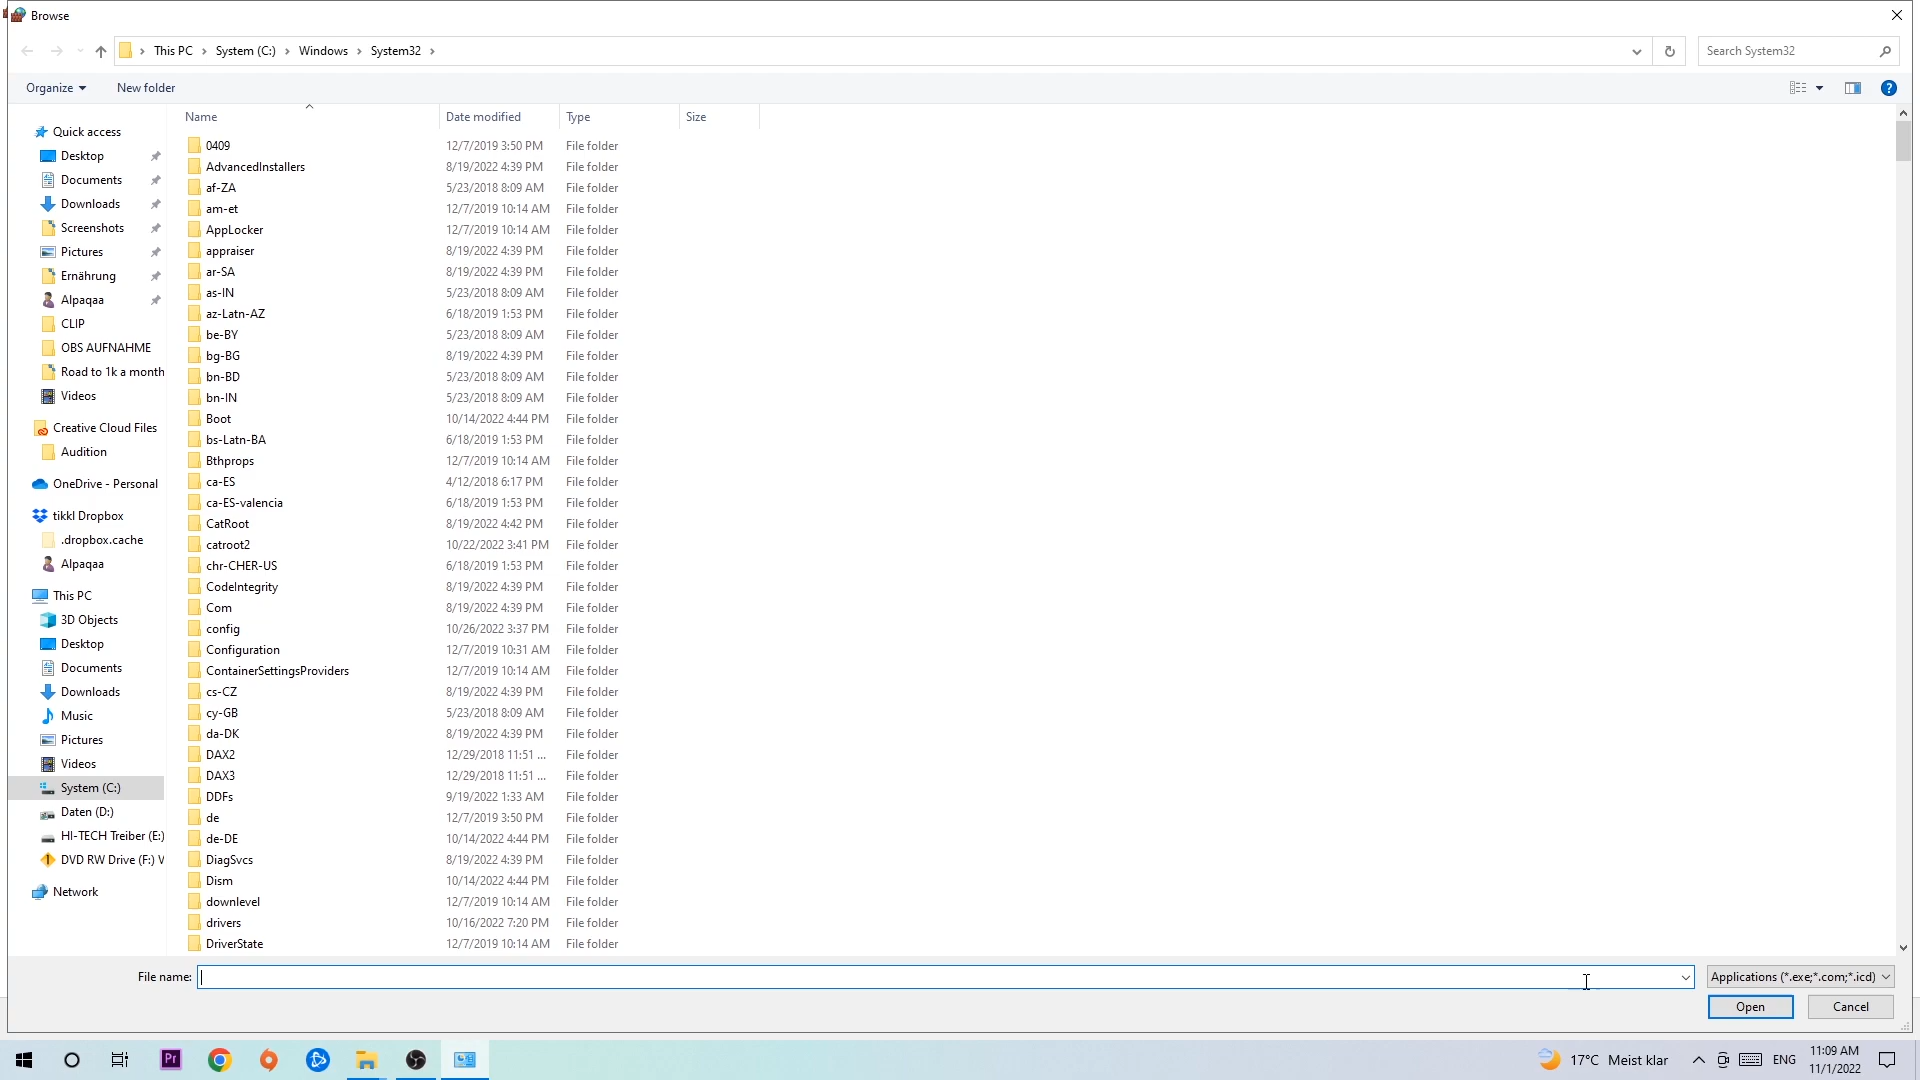 Browse
This PC > System (C:) > Windows > System32 >
Search System32
Organize
New folder
Name
Date modified
Type
Size
Quick access
Desktop
Documents
Downloads
Screenshots
Pictures
Ernährung
Alpaqaa
CLIP
OBS AUFNAHME
Road to 1k a month
Videos
Creative Cloud Files
Audition
OneDrive - Personal
tikkl Dropbox
.dropbox.cache
Alpaqaa
This PC
3D Objects
Desktop
Documents
Downloads
Music
Pictures
Videos
System (C:)
Daten (D:)
HI-TECH Treiber (E:)
DVD RW Drive (F:) V
Network
0409 12/7/2019 3:50 PM File folder
AdvancedInstallers 8/19/2022 4:39 PM File folder
af-ZA 5/23/2018 8:09 AM File folder
am-et 12/7/2019 10:14 AM File folder
AppLocker 12/7/2019 10:14 AM File folder
appraiser 8/19/2022 4:39 PM File folder
ar-SA 8/19/2022 4:39 PM File folder
as-IN 5/23/2018 8:09 AM File folder
az-Latn-AZ 6/18/2019 1:53 PM File folder
be-BY 5/23/2018 8:09 AM File folder
bg-BG 8/19/2022 4:39 PM File folder
bn-BD 5/23/2018 8:09 AM File folder
bn-IN 5/23/2018 8:09 AM File folder
Boot 10/14/2022 4:44 PM File folder
bs-Latn-BA 6/18/2019 1:53 PM File folder
Bthprops 12/7/2019 10:14 AM File folder
ca-ES 4/12/2018 6:17 PM File folder
ca-ES-valencia 6/18/2019 1:53 PM File folder
CatRoot 8/19/2022 4:42 PM File folder
catroot2 10/22/2022 3:41 PM File folder
chr-CHER-US 6/18/2019 1:53 PM File folder
CodeIntegrity 8/19/2022 4:39 PM File folder
Com 8/19/2022 4:39 PM File folder
config 10/26/2022 3:37 PM File folder
Configuration 12/7/2019 10:31 AM File folder
ContainerSettingsProviders 12/7/2019 10:14 AM File folder
cs-CZ 8/19/2022 4:39 PM File folder
cy-GB 5/23/2018 8:09 AM File folder
da-DK 8/19/2022 4:39 PM File folder
DAX2 12/29/2018 11:51 ... File folder
DAX3 12/29/2018 11:51 ... File folder
DDFs 9/19/2022 1:33 AM File folder
de 12/7/2019 3:50 PM File folder
de-DE 10/14/2022 4:44 PM File folder
DiagSvcs 8/19/2022 4:39 PM File folder
Dism 10/14/2022 4:44 PM File folder
downlevel 12/7/2019 10:14 AM File folder
drivers 10/16/2022 7:20 PM File folder
DriverState 12/7/2019 10:14 AM File folder
File name:
Applications (*.exe;*.com;*.icd)
Open
Cancel
Pr
17°C Meist klar
ENG
11:09 AM
11/1/2022